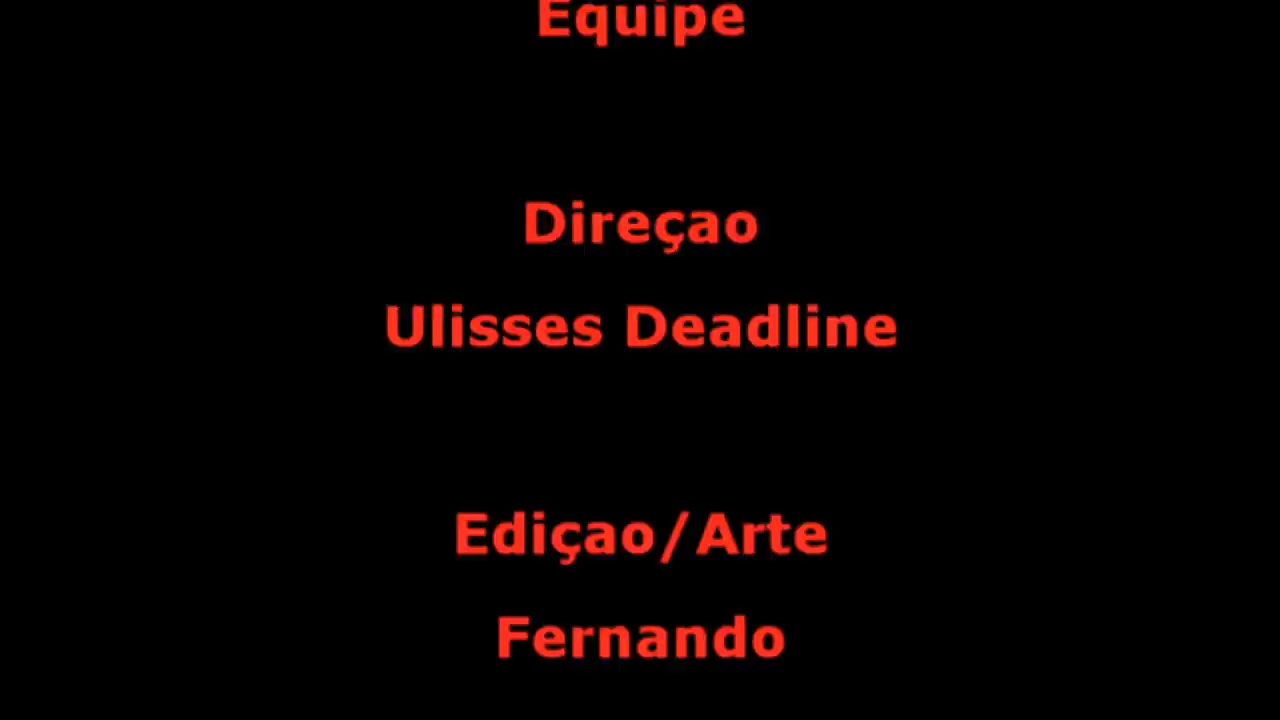 Equipe
Direçao
Ulisses Deadline
Ediçao/Arte
Fernando